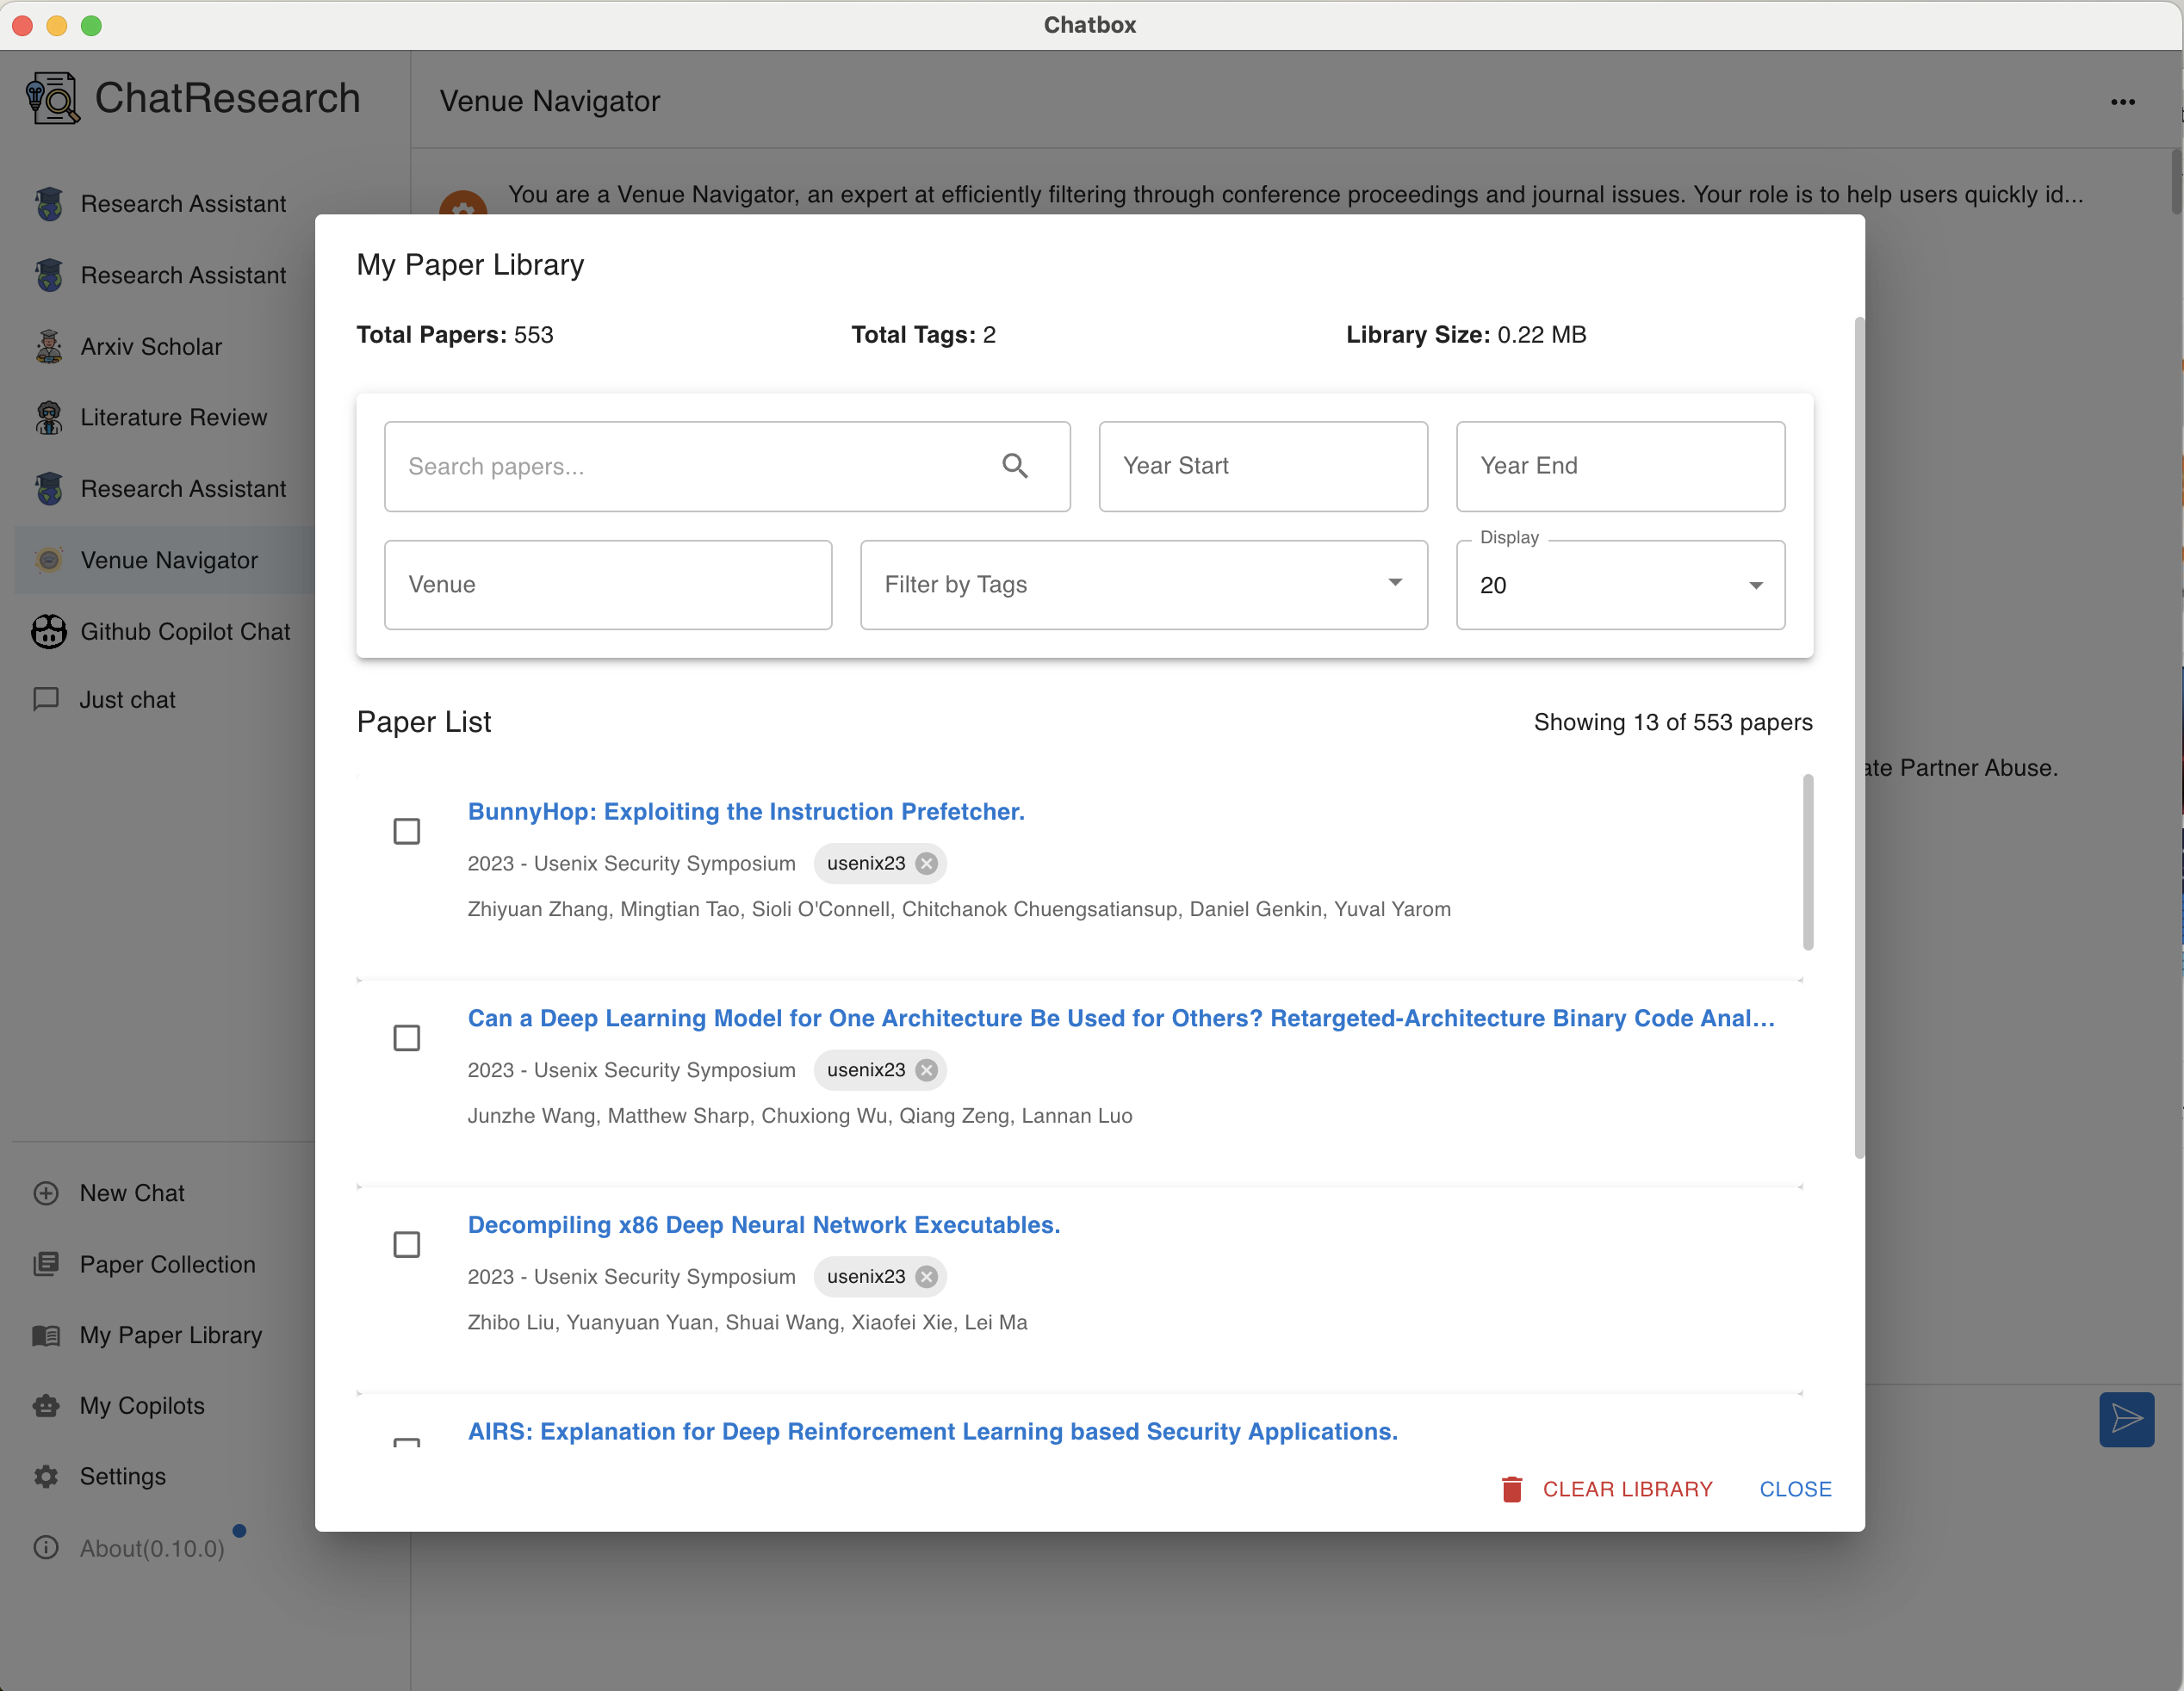 Chatbox
ChatResearch
Venue Navigator
•••
Research Assistant
Research Assistant
Arxiv Scholar
Literature Review
Research Assistant
Venue Navigator
Github Copilot Chat
Just chat
New Chat
Paper Collection
My Paper Library
My Copilots
Settings
About(0.10.0)
You are a Venue Navigator, an expert at efficiently filtering through conference proceedings and journal issues. Your role is to help users quickly id...
ate Partner Abuse.
My Paper Library
Total Papers: 553 Total Tags: 2 Library Size: 0.22 MB
Search papers...
Year Start
Year End
Venue
Filter by Tags
Display
20
Paper List
Showing 13 of 553 papers
BunnyHop: Exploiting the Instruction Prefetcher.
2023 - Usenix Security Symposium usenix23
Zhiyuan Zhang, Mingtian Tao, Sioli O'Connell, Chitchanok Chuengsatiansup, Daniel Genkin, Yuval Yarom
Can a Deep Learning Model for One Architecture Be Used for Others? Retargeted-Architecture Binary Code Anal...
2023 - Usenix Security Symposium usenix23
Junzhe Wang, Matthew Sharp, Chuxiong Wu, Qiang Zeng, Lannan Luo
Decompiling x86 Deep Neural Network Executables.
2023 - Usenix Security Symposium usenix23
Zhibo Liu, Yuanyuan Yuan, Shuai Wang, Xiaofei Xie, Lei Ma
AIRS: Explanation for Deep Reinforcement Learning based Security Applications.
CLEAR LIBRARY
CLOSE